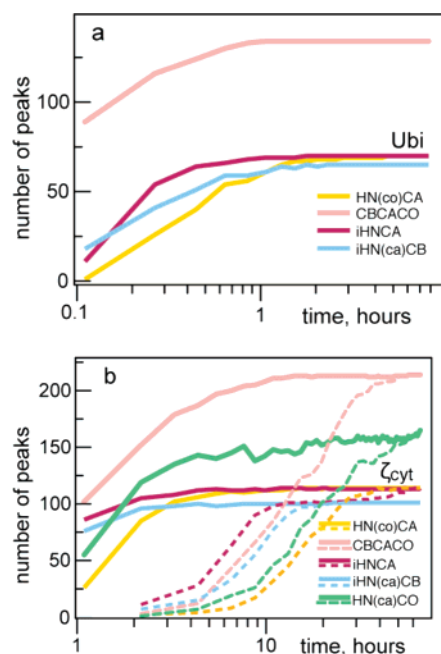 a
number of peaks
100
50
0
Ubi
HN(co)CA
CBCACO
iHNCA
iHN(ca)CB
0.1
1
time, hours
b
number of peaks
200
150
100
50
0
ζcyt
HN(co)CA
CBCACO
iHNCA
iHN(ca)CB
HN(ca)CO
1
10
time, hours